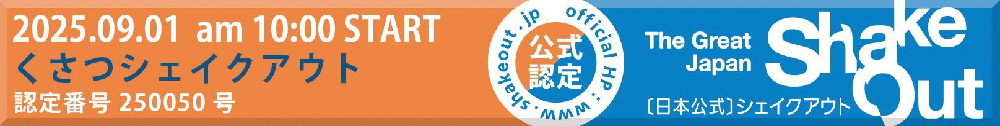 2025.09.01 am 10:00 START
くさつシェイクアウト
認定番号 250050 号
official HP : www.shakeout.jp
公式
認定
The Great
Japan
Shake
Out
〔日本公式〕シェイクアウト